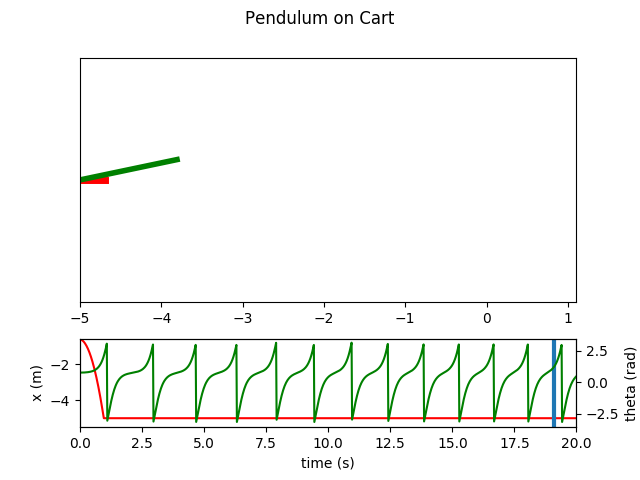 Pendulum on Cart
−5 −4 −3 −2 −1 0 1
−2
−4
x (m)
2.5
0.0
−2.5
theta (rad)
0.0 2.5 5.0 7.5 10.0 12.5 15.0 17.5 20.0
time (s)